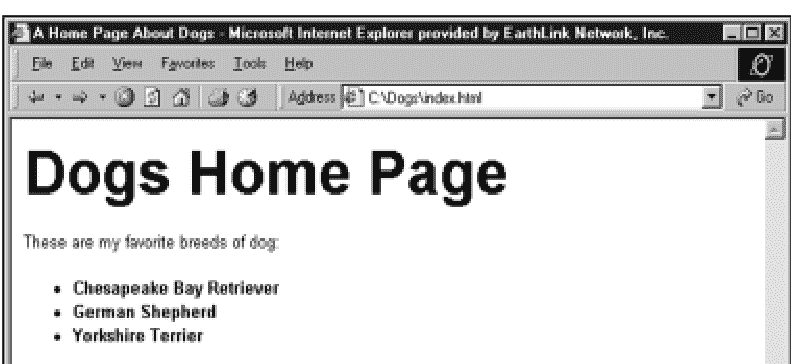 A Home Page About Dogs - Microsoft Internet Explorer provided by EarthLink Network, Inc.
File Edit View Favorites Tools Help
Address C:\Dogs\index.html Go
Dogs Home Page
These are my favorite breeds of dog:
• Chesapeake Bay Retriever
• German Shepherd
• Yorkshire Terrier